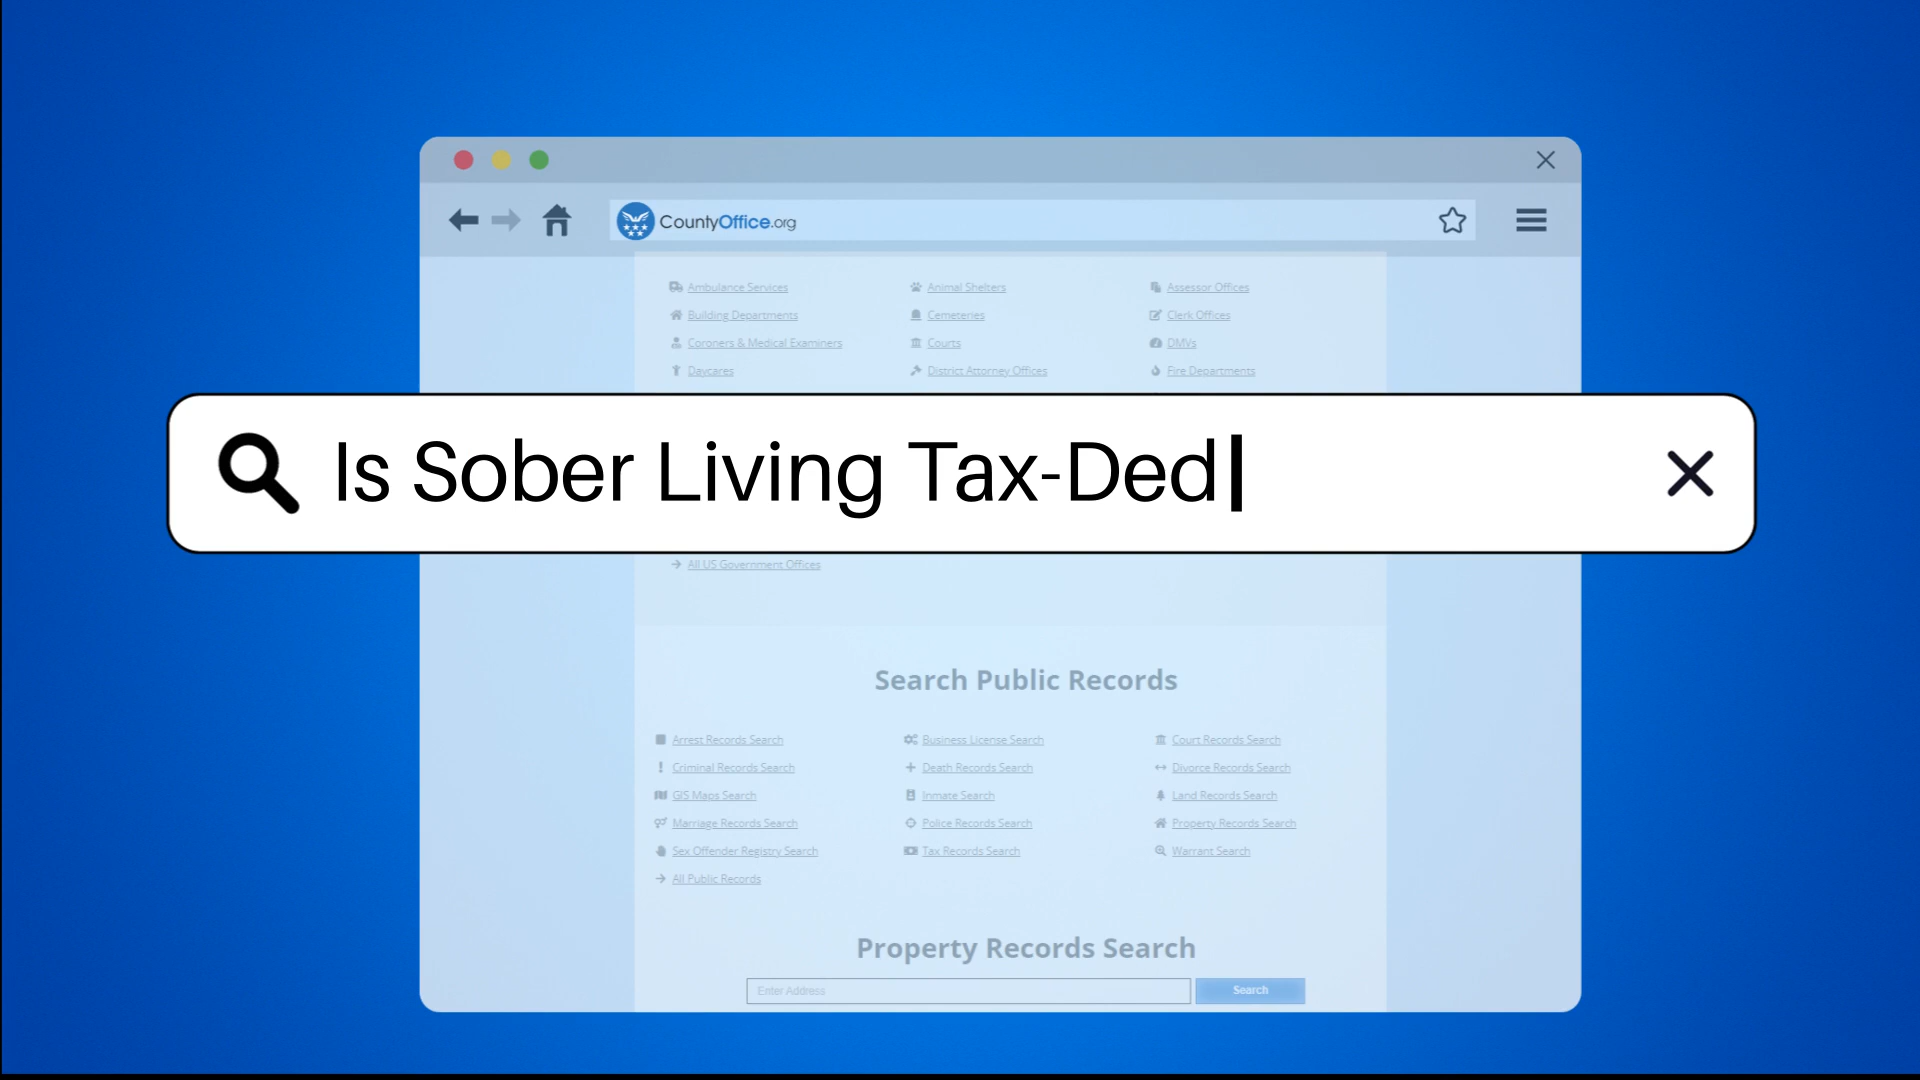 CountyOffice.org
Ambulance Services Animal Shelters Assessor Offices
Building Departments Cemeteries Clerk Offices
Coroners & Medical Examiners Courts DMVs
Daycares District Attorney Offices Fire Departments
Is Sober Living Tax-Ded
All US Government Offices
Search Public Records
Arrest Records Search Business License Search Court Records Search
Criminal Records Search Death Records Search Divorce Records Search
GIS Maps Search Inmate Search Land Records Search
Marriage Records Search Police Records Search Property Records Search
Sex Offender Registry Search Tax Records Search Warrant Search
All Public Records
Property Records Search
Enter Address Search